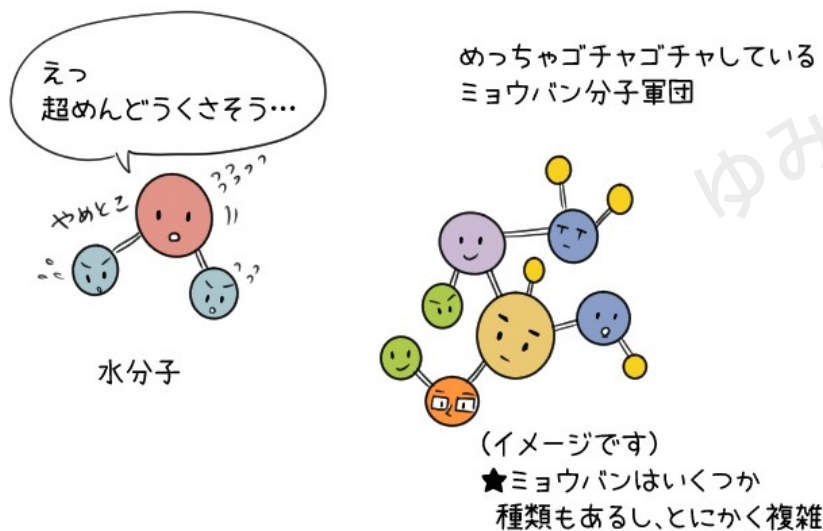 えっ
超めんどうくさそう…
やめとこ
水分子
めっちゃゴチャゴチャしている
ミョウバン分子軍団
ゆみ
(イメージです)
★ミョウバンはいくつか
種類もあるし、とにかく複雑